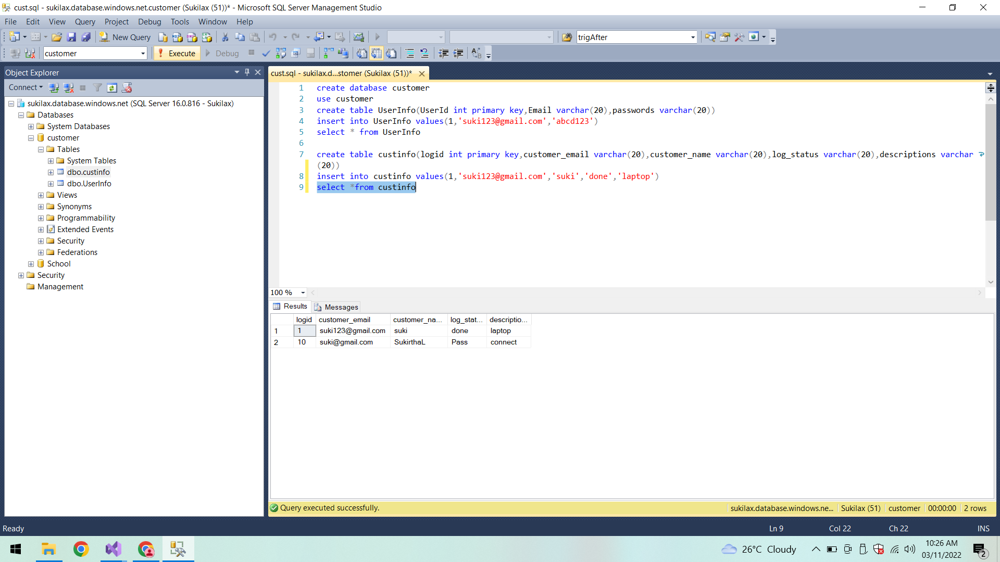 cust.sql - sukilax.database.windows.net.customer (Sukilax (51))* - Microsoft SQL Server Management Studio
File Edit View Query Project Debug Tools Window Help
New Query trigAfter
customer Execute Debug
Object Explorer
Connect
sukilax.database.windows.net (SQL Server 16.0.816 - Sukilax)
Databases
System Databases
customer
Tables
System Tables
dbo.custinfo
dbo.UserInfo
Views
Synonyms
Programmability
Extended Events
Security
Federations
School
Security
Management
cust.sql - sukilax.d...stomer (Sukilax (51))*
1 create database customer
2 use customer
3 create table UserInfo(UserId int primary key,Email varchar(20),passwords varchar(20))
4 insert into UserInfo values(1,'suki123@gmail.com','abcd123')
5 select * from UserInfo
6
7 create table custinfo(logid int primary key,customer_email varchar(20),customer_name varchar(20),log_status varchar(20),descriptions varchar
(20))
8 insert into custinfo values(1,'suki123@gmail.com','suki','done','laptop')
9 select *from custinfo
100 %
Results Messages
logid customer_email customer_na... log_stat... descriptio...
1 1 suki123@gmail.com suki done laptop
2 10 suki@gmail.com SukirthaL Pass connect
Query executed successfully. sukilax.database.windows.ne... Sukilax (51) customer 00:00:00 2 rows
Ready Ln 9 Col 22 Ch 22 INS
26°C Cloudy
10:26 AM
03/11/2022
2